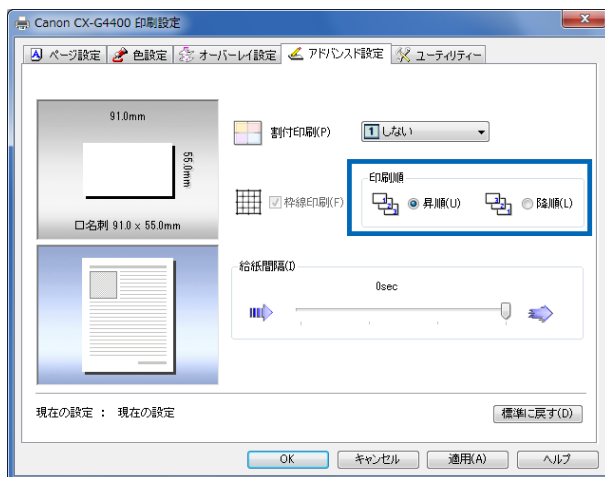 Canon CX-G4400 印刷設定
ページ設定 色設定 オーバーレイ設定 アドバンスド設定 ユーティリティー
91.0mm
55.0mm
口名刺 91.0 x 55.0mm
割付印刷(P) 1 しない
枠線印刷(F)
印刷順
昇順(U) 降順(L)
給紙間隔(I)
0sec
現在の設定 : 現在の設定
標準に戻す(D)
OK キャンセル 適用(A) ヘルプ